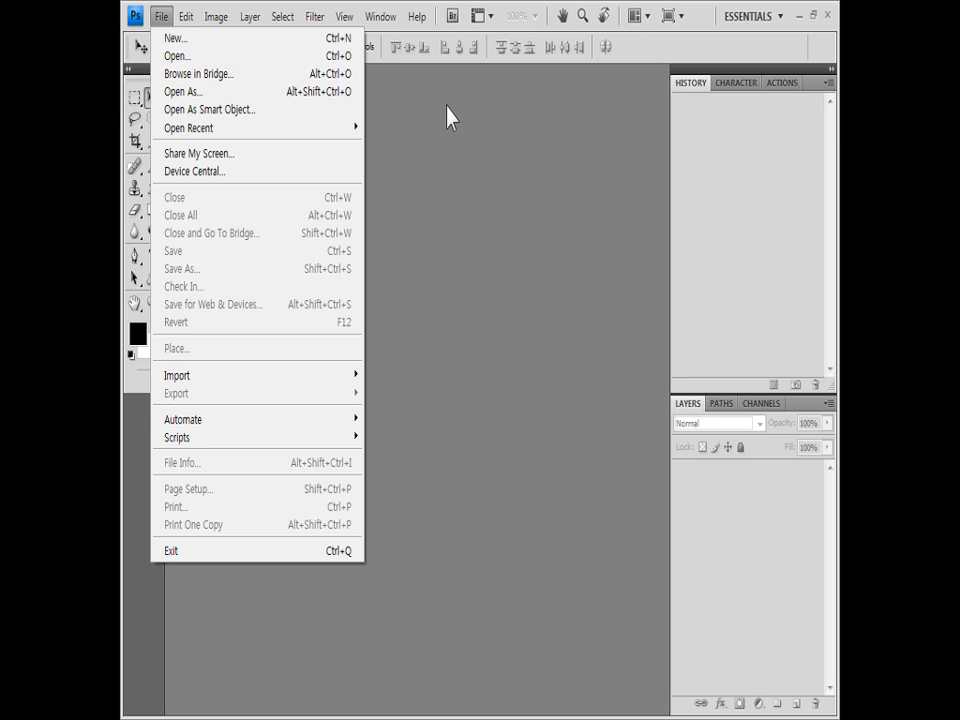 Ps File Edit Image Layer Select Filter View Window Help Br 100% ESSENTIALS
New... Ctrl+N
Open... Ctrl+O
Browse in Bridge... Alt+Ctrl+O
Open As... Alt+Shift+Ctrl+O
Open As Smart Object...
Open Recent
Share My Screen...
Device Central...
Close Ctrl+W
Close All Alt+Ctrl+W
Close and Go To Bridge... Shift+Ctrl+W
Save Ctrl+S
Save As... Shift+Ctrl+S
Check In...
Save for Web & Devices... Alt+Shift+Ctrl+S
Revert F12
Place...
Import
Export
Automate
Scripts
File Info... Alt+Shift+Ctrl+I
Page Setup... Shift+Ctrl+P
Print... Ctrl+P
Print One Copy Alt+Shift+Ctrl+P
Exit Ctrl+Q
HISTORY CHARACTER ACTIONS
LAYERS PATHS CHANNELS
Normal Opacity: 100%
Lock: Fill: 100%
fx